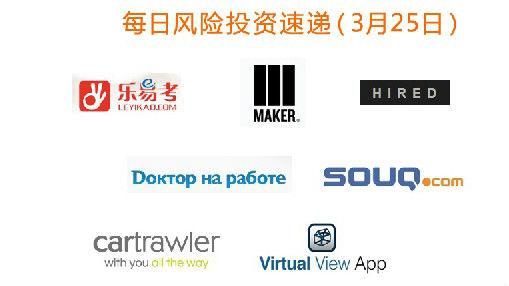 每日风险投资速递（3月25日）
乐易考
LEYIKAO.COM
MAKER
HIRED
Доктор на работе
SOUQ.com
cartrawler
with you all the way
Virtual View App